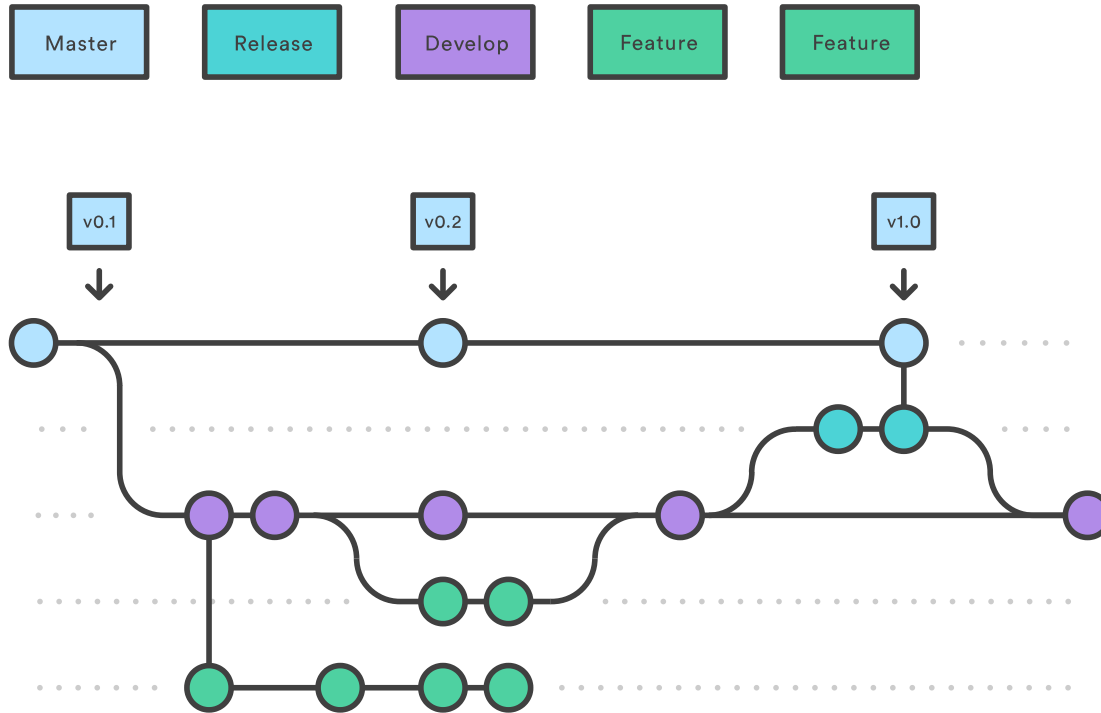 Master
Release
Develop
Feature
Feature
v0.1
v0.2
v1.0